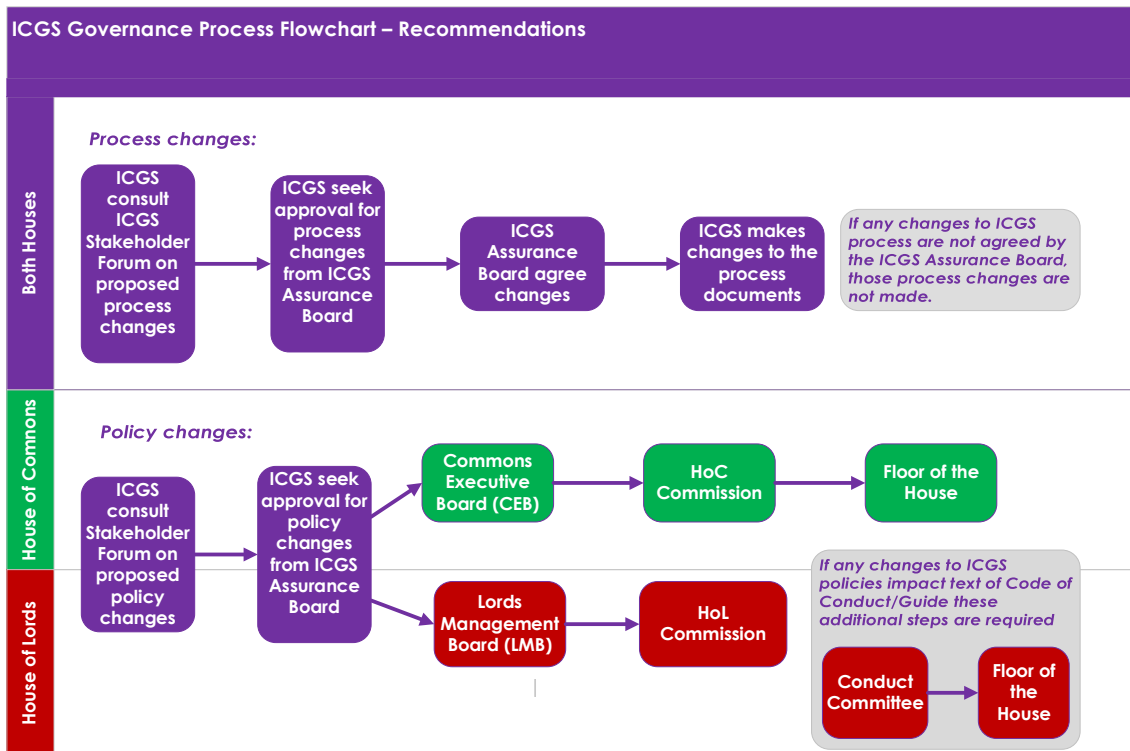 ICGS Governance Process Flowchart – Recommendations
Both Houses
Process changes:
ICGS
consult
ICGS
Stakeholder
Forum on
proposed
process
changes
ICGS seek
approval for
process
changes
from ICGS
Assurance
Board
ICGS
Assurance
Board agree
changes
ICGS makes
changes to the
process
documents
If any changes to ICGS
process are not agreed by
the ICGS Assurance Board,
those process changes are
not made.
House of Comnons
Policy changes:
ICGS
consult
Stakeholder
Forum on
proposed
policy
changes
ICGS seek
approval for
policy
changes
from ICGS
Assurance
Board
Commons
Executive
Board (CEB)
HoC
Commission
Floor of the
House
House of Lords
Lords
Management
Board (LMB)
HoL
Commission
If any changes to ICGS
policies impact text of Code of
Conduct/Guide these
additional steps are required
Conduct
Committee
Floor of
the
House